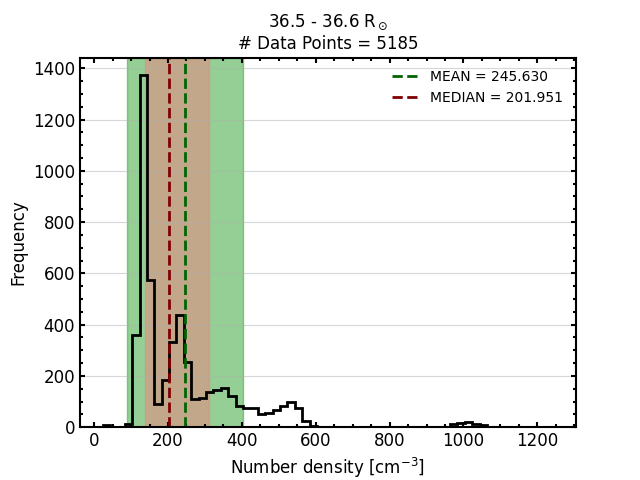 36.5 - 36.6 R⊙
# Data Points = 5185
MEAN = 245.630
MEDIAN = 201.951
1400
1200
1000
800
600
400
200
0
Frequency
0 200 400 600 800 1000 1200
Number density [cm⁻³]